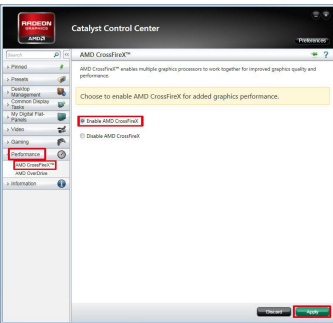 RADEON
GRAPHICS
AMD
Catalyst Control Center
Preferences
Search
AMD CrossFireX™
Pinned
AMD CrossFireX™ enables multiple graphics processors to work together for improved graphics quality and
performance.
Presets
Desktop
Management
Choose to enable AMD CrossFireX for added graphics performance.
Common Display
Tasks
My Digital Flat-
Panels
Enable AMD CrossFireX
Video
Disable AMD CrossFireX
Gaming
Performance
AMD CrossFireX™
AMD OverDrive
Information
Discard
Apply